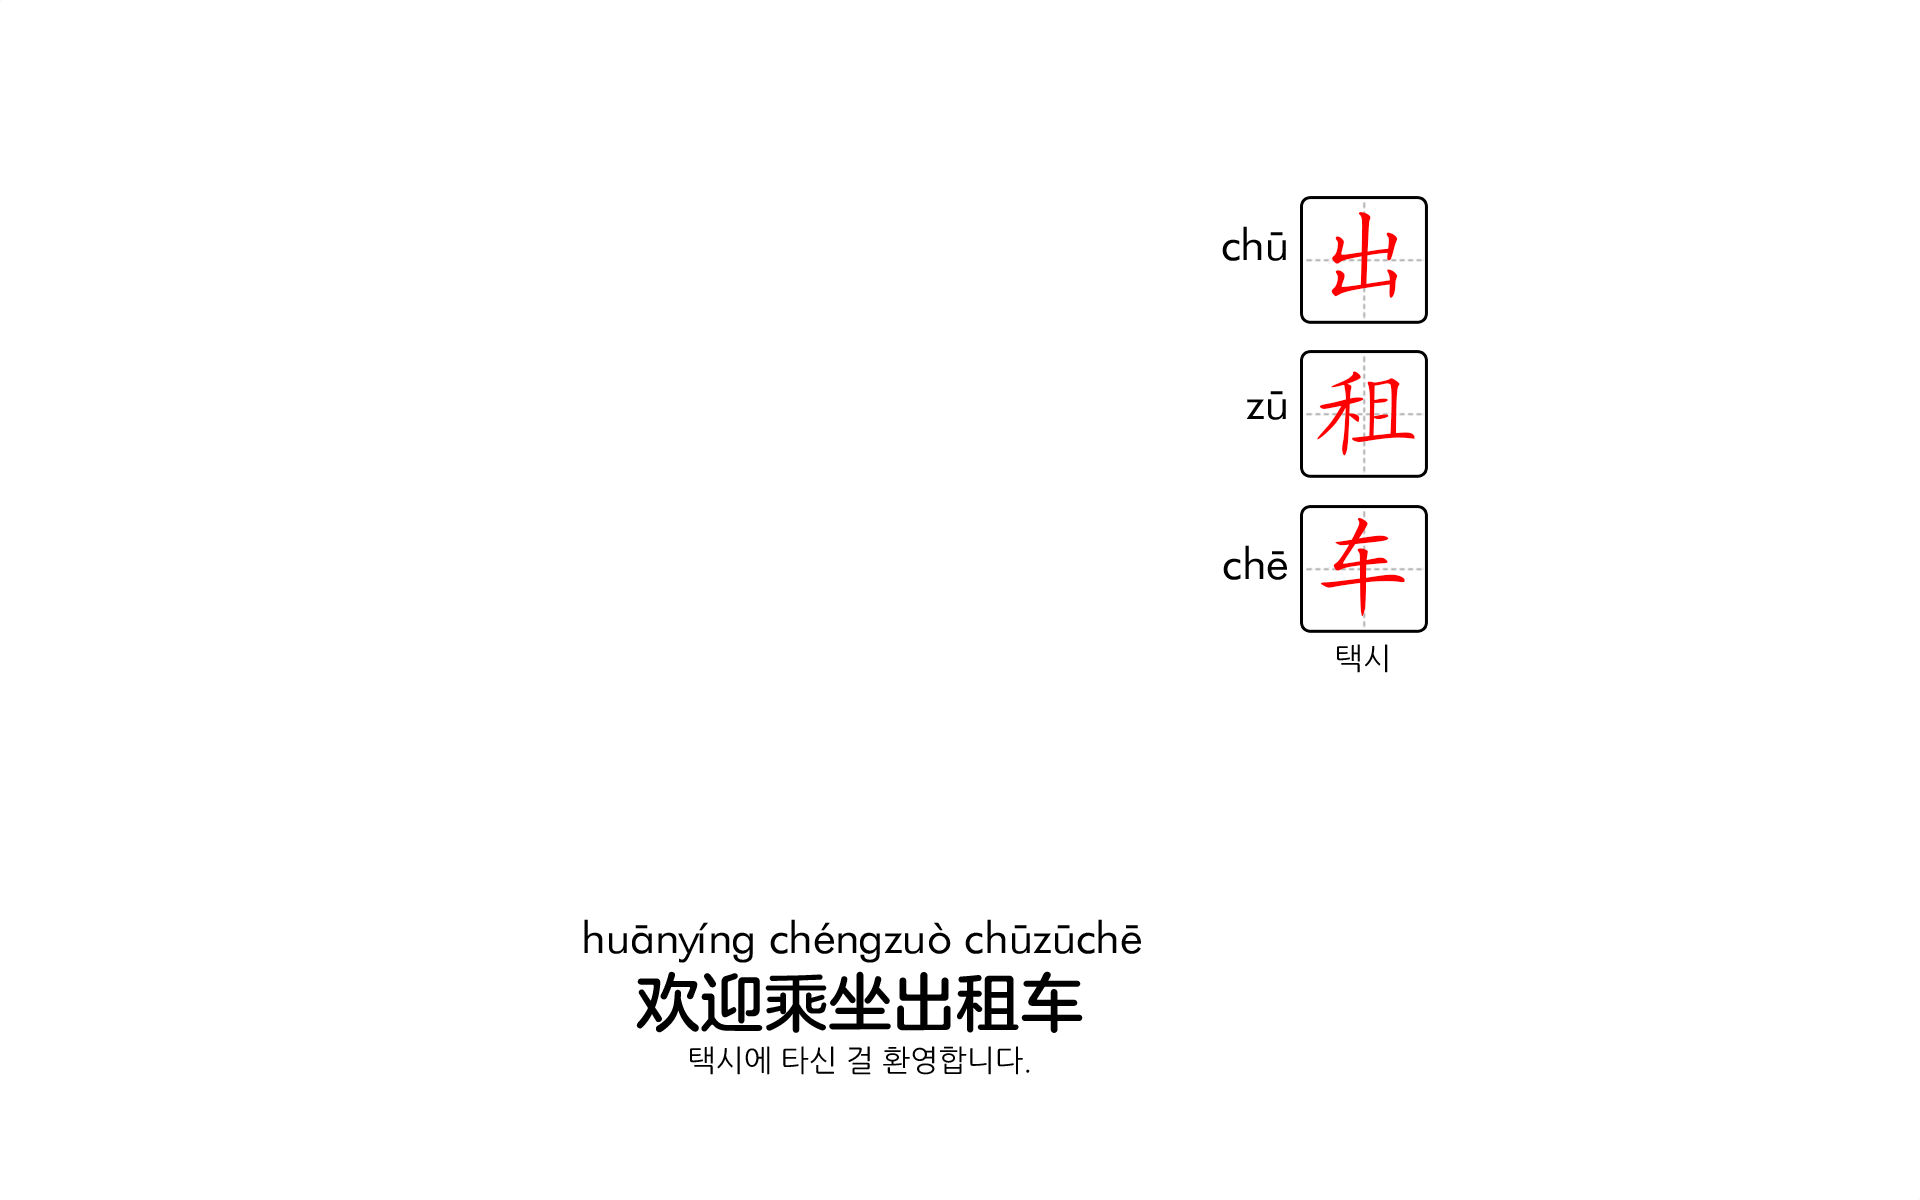 chū 出
zū 租
chē 车
택시
huānyíng chéngzuò chūzūchē
欢迎乘坐出租车
택시에 타신 걸 환영합니다.